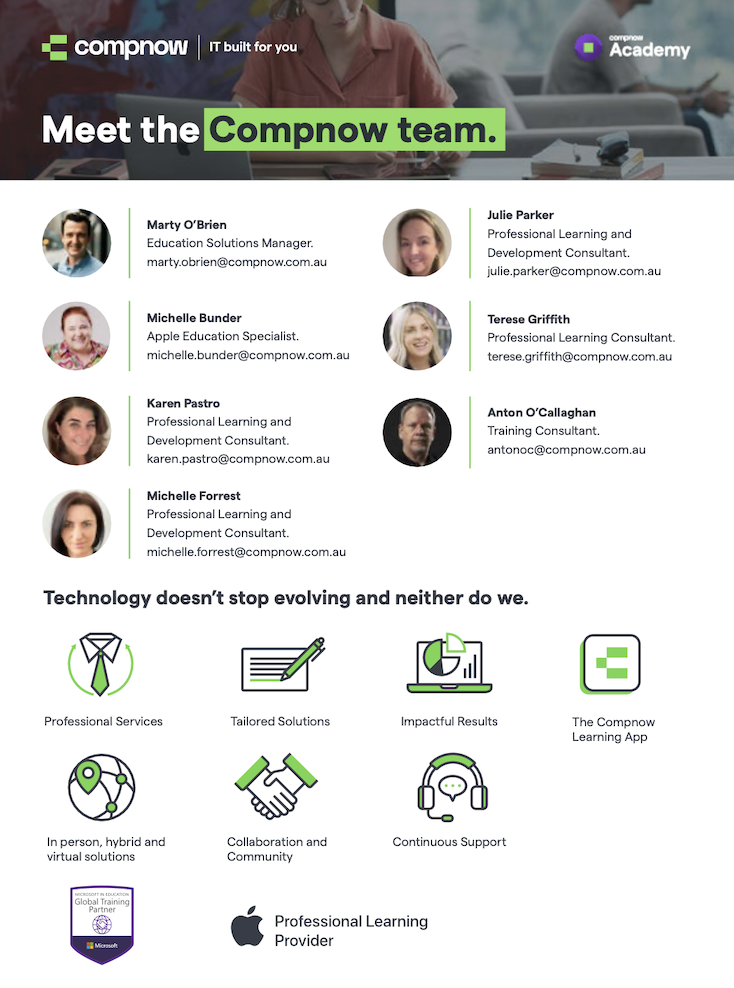 compnow
IT built for you
compnow
Academy
Meet the Compnow team.
Marty O’Brien
Education Solutions Manager.
marty.obrien@compnow.com.au
Julie Parker
Professional Learning and
Development Consultant.
julie.parker@compnow.com.au
Michelle Bunder
Apple Education Specialist.
michelle.bunder@compnow.com.au
Terese Griffith
Professional Learning Consultant.
terese.griffith@compnow.com.au
Karen Pastro
Professional Learning and
Development Consultant.
karen.pastro@compnow.com.au
Anton O’Callaghan
Training Consultant.
antonoc@compnow.com.au
Michelle Forrest
Professional Learning and
Development Consultant.
michelle.forrest@compnow.com.au
Technology doesn’t stop evolving and neither do we.
Professional Services
Tailored Solutions
Impactful Results
The Compnow
Learning App
In person, hybrid and
virtual solutions
Collaboration and
Community
Continuous Support
MICROSOFT IN EDUCATION
Global Training
Partner
Microsoft
Professional Learning
Provider